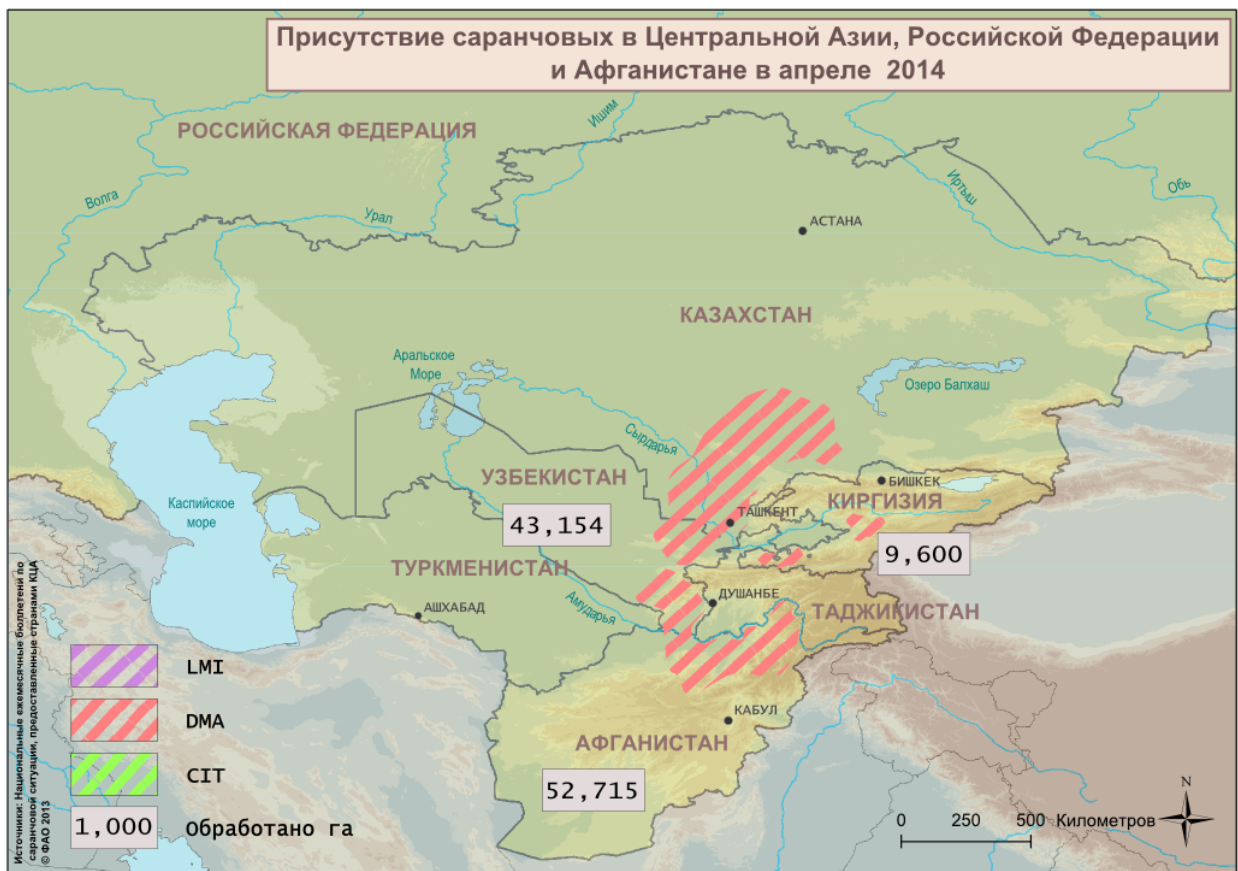 Присутствие саранчовых в Центральной Азии, Российской Федерации
и Афганистане в апреле 2014
РОССИЙСКАЯ ФЕДЕРАЦИЯ
Ишим
Волга
Урал
Иртыш
Обь
АСТАНА
КАЗАХСТАН
Аральское
Море
Озеро Балхаш
Сырдарья
УЗБЕКИСТАН
БИШКЕК
КИРГИЗИЯ
Каспийское
море
43,154
ТАШКЕНТ
9,600
ТУРКМЕНИСТАН
АШХАБАД
Амударья
ДУШАНБЕ
ТАДЖИКИСТАН
LMI
DMA
CIT
1,000 Обработано га
КАБУЛ
АФГАНИСТАН
52,715
N
0 250 500 Километров
Источники: Национальные ежемесячные бюллетени по
саранчовой ситуации, предоставленные странами КЦА
© ФАО 2013